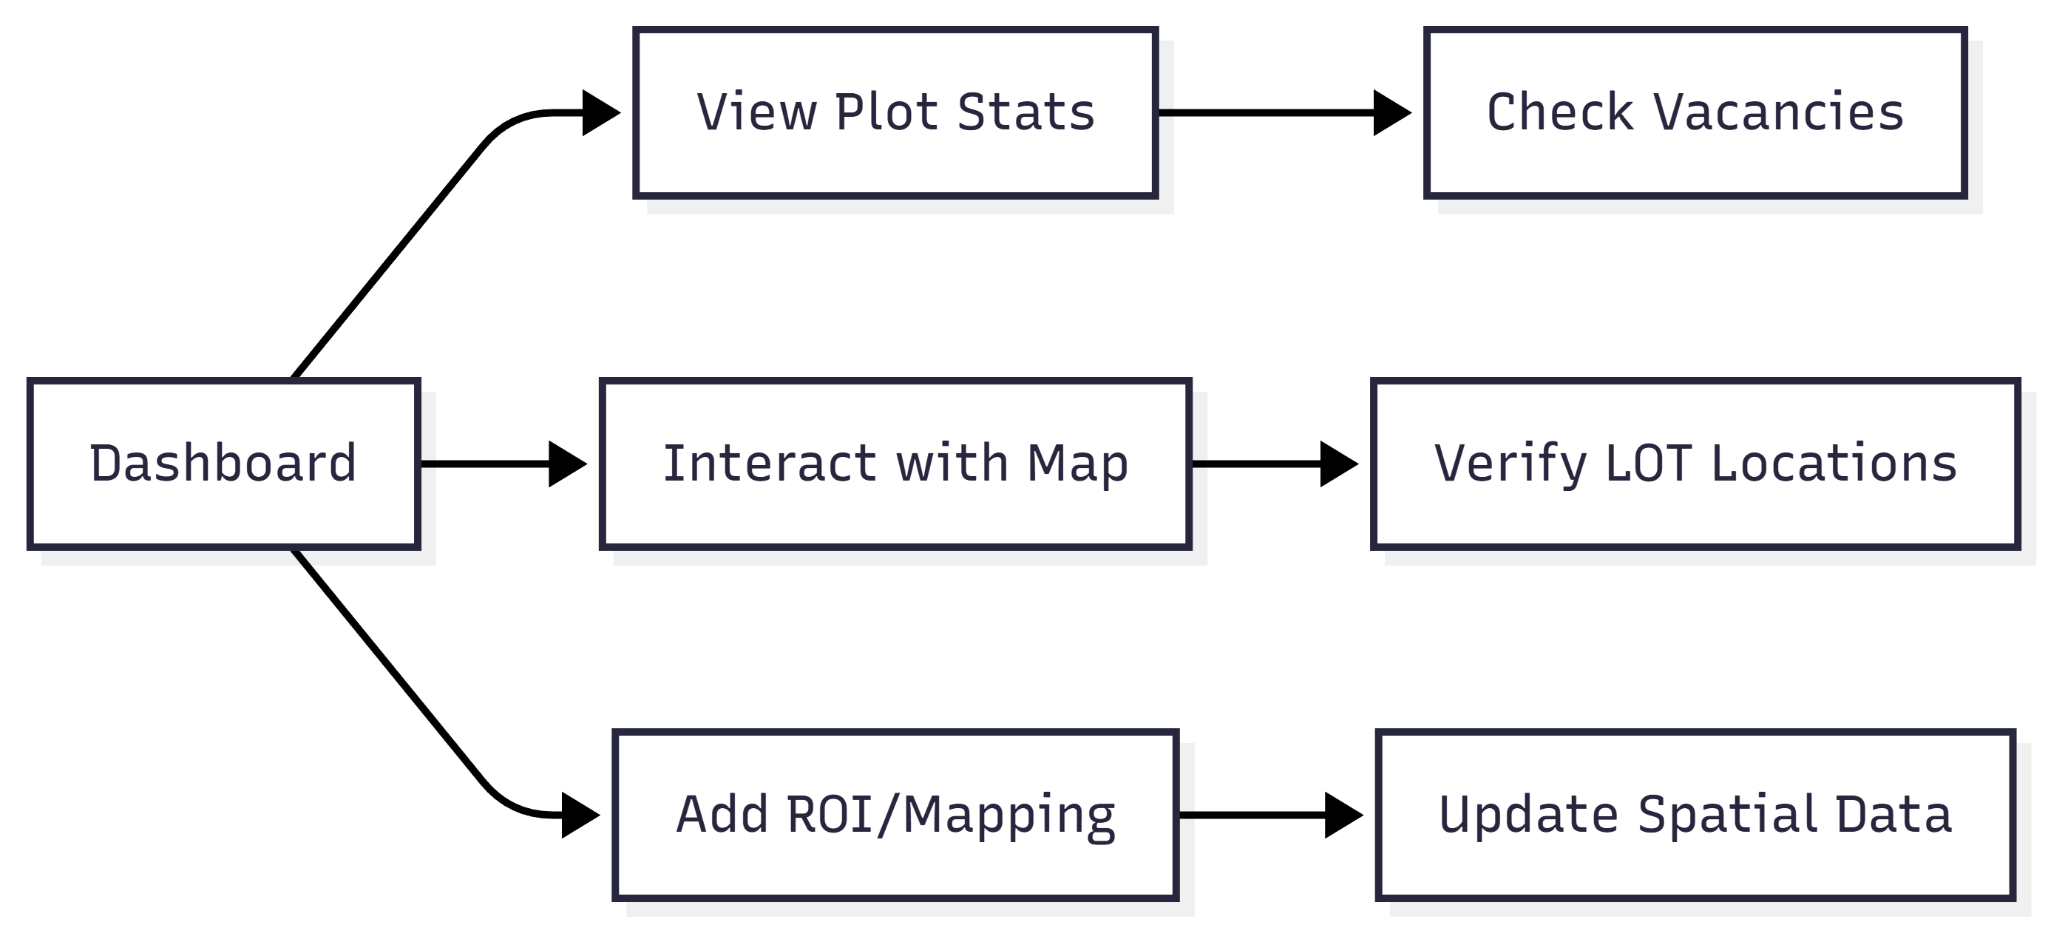 View Plot Stats
Check Vacancies
Dashboard
Interact with Map
Verify LOT Locations
Add ROI/Mapping
Update Spatial Data